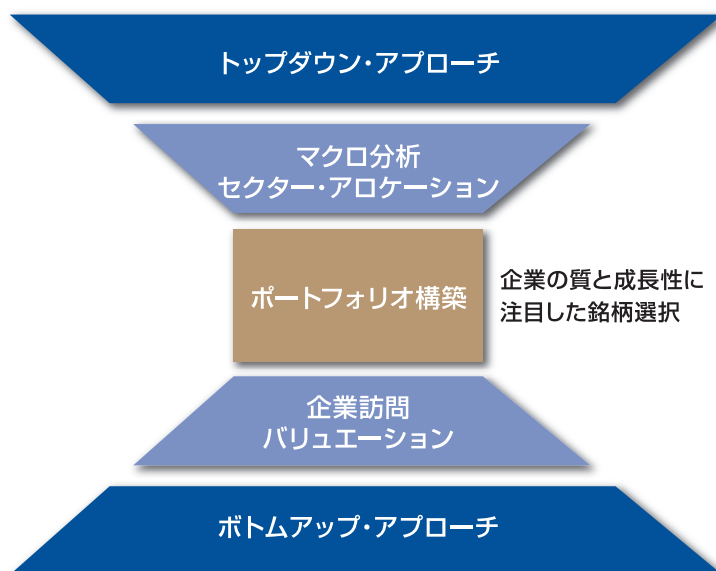 トップダウン・アプローチ
マクロ分析
セクター・アロケーション
ポートフォリオ構築
企業の質と成長性に
注目した銘柄選択
企業訪問
バリュエーション
ボトムアップ・アプローチ